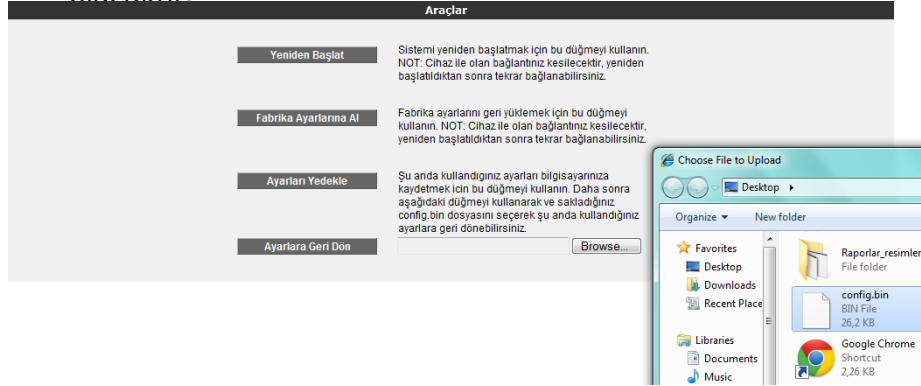 Araçlar
Yeniden Başlat
Sistemi yeniden başlatmak için bu düğmeyi kullanın.
NOT: Cihaz ile olan bağlantınız kesilecektir, yeniden
başlatıldıktan sonra tekrar bağlanabilirsiniz.
Fabrika Ayarlarına Al
Fabrika ayarlarını geri yüklemek için bu düğmeyi
kullanın. NOT: Cihaz ile olan bağlantınız kesilecektir,
yeniden başlatıldıktan sonra tekrar bağlanabilirsiniz.
Ayarları Yedekle
Şu anda kullandıgınız ayarları bilgisayarınıza
kaydetmek icin bu düğmeyi kullanın. Daha sonra
aşağıdaki düğmeyi kullanarak ve sakladığınız
config.bin dosyasını seçerek şu anda kullandığınız
ayarlara geri dönebilirsiniz.
Ayarlara Geri Dön
Browse...
Choose File to Upload
Desktop
Organize
New folder
Favorites
Desktop
Downloads
Recent Place
Libraries
Documents
Music
Raporlar_resimler
File folder
config.bin
BIN File
26,2 KB
Google Chrome
Shortcut
2,26 KB